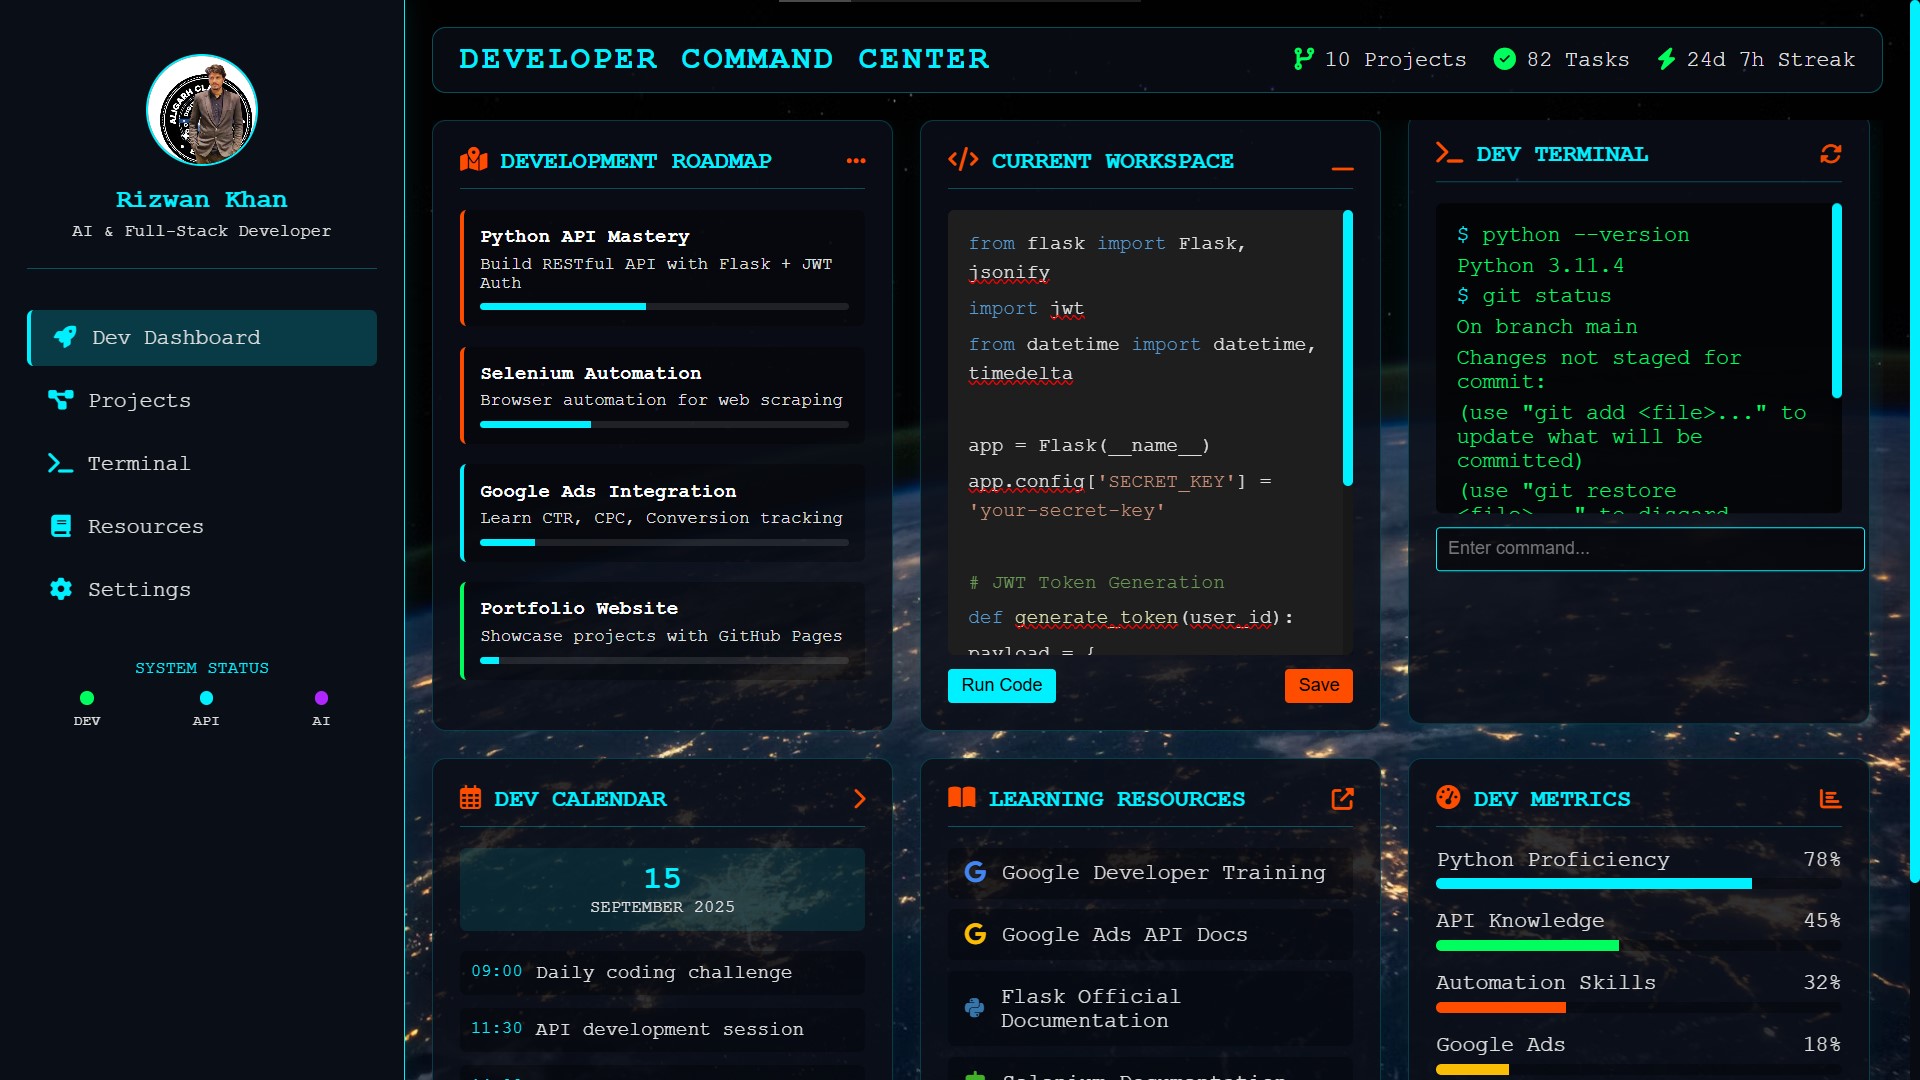 ALIGARH CL
Rizwan Khan
AI & Full-Stack Developer
Dev Dashboard
Projects
Terminal
Resources
Settings
SYSTEM STATUS
DEV
API
AI
DEVELOPER COMMAND CENTER
10 Projects
82 Tasks
24d 7h Streak
DEVELOPMENT ROADMAP
Python API Mastery
Build RESTful API with Flask + JWT
Auth
Selenium Automation
Browser automation for web scraping
Google Ads Integration
Learn CTR, CPC, Conversion tracking
Portfolio Website
Showcase projects with GitHub Pages
CURRENT WORKSPACE
from flask import Flask,
jsonify
import jwt
from datetime import datetime,
timedelta
app = Flask(__name__)
app.config['SECRET_KEY'] =
'your-secret-key'
# JWT Token Generation
def generate_token(user_id):
payload = {
Run Code
Save
DEV TERMINAL
$ python --version
Python 3.11.4
$ git status
On branch main
Changes not staged for
commit:
(use "git add <file>..." to
update what will be
committed)
(use "git restore
<file>..." to discard
Enter command...
DEV CALENDAR
15
SEPTEMBER 2025
09:00 Daily coding challenge
11:30 API development session
LEARNING RESOURCES
Google Developer Training
Google Ads API Docs
Flask Official
Documentation
Selenium Documentation
DEV METRICS
Python Proficiency 78%
API Knowledge 45%
Automation Skills 32%
Google Ads 18%